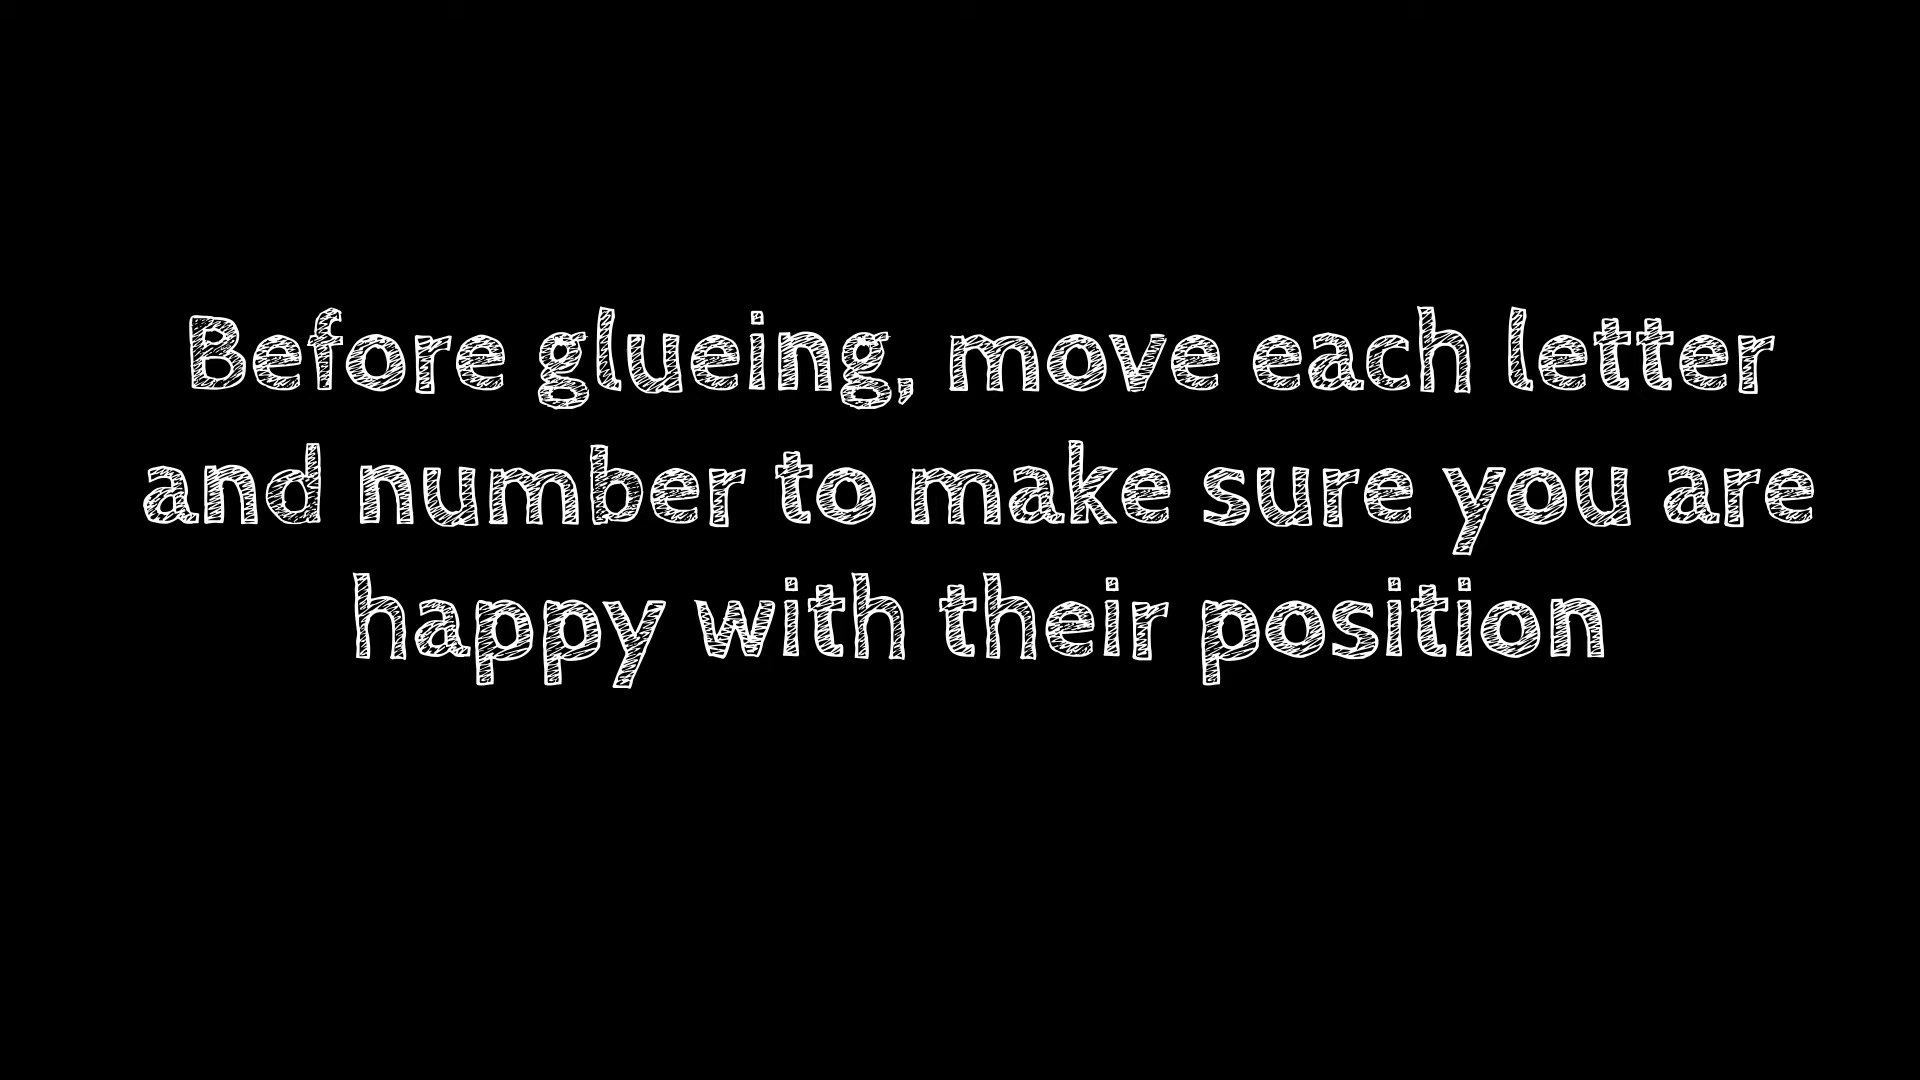 Before glueing, move each letter
and number to make sure you are
happy with their position